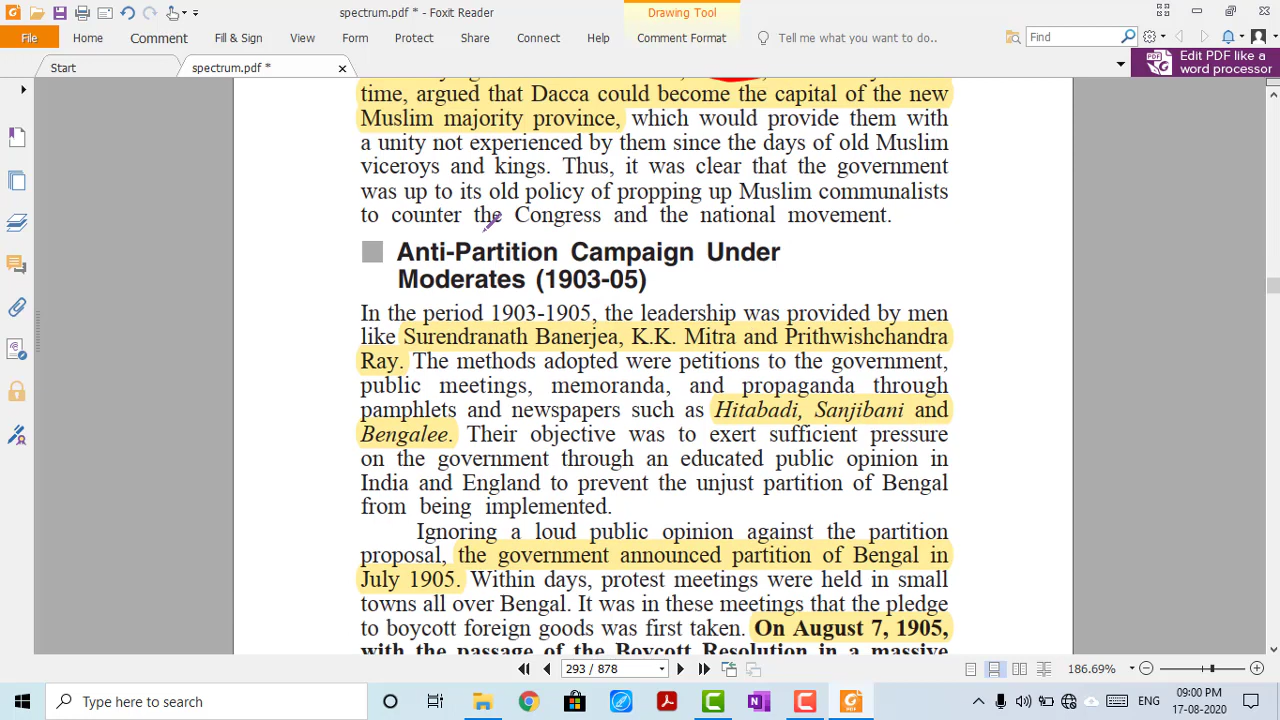 spectrum.pdf * - Foxit Reader
Drawing Tool
File Home Comment Fill & Sign View Form Protect Share Connect Help Comment Format Tell me what you want to do.. Find
Start spectrum.pdf * Edit PDF like a word processor
time, argued that Dacca could become the capital of the new
Muslim majority province, which would provide them with
a unity not experienced by them since the days of old Muslim
viceroys and kings. Thus, it was clear that the government
was up to its old policy of propping up Muslim communalists
to counter the Congress and the national movement.
Anti-Partition Campaign Under
Moderates (1903-05)
In the period 1903-1905, the leadership was provided by men
like Surendranath Banerjea, K.K. Mitra and Prithwishchandra
Ray. The methods adopted were petitions to the government,
public meetings, memoranda, and propaganda through
pamphlets and newspapers such as Hitabadi, Sanjibani and
Bengalee. Their objective was to exert sufficient pressure
on the government through an educated public opinion in
India and England to prevent the unjust partition of Bengal
from being implemented.
Ignoring a loud public opinion against the partition
proposal, the government announced partition of Bengal in
July 1905. Within days, protest meetings were held in small
towns all over Bengal. It was in these meetings that the pledge
to boycott foreign goods was first taken. On August 7, 1905,
with the passage of the Boycott Resolution in a massive
293 / 878 186.69%
Type here to search ENG 09:00 PM
17-08-2020